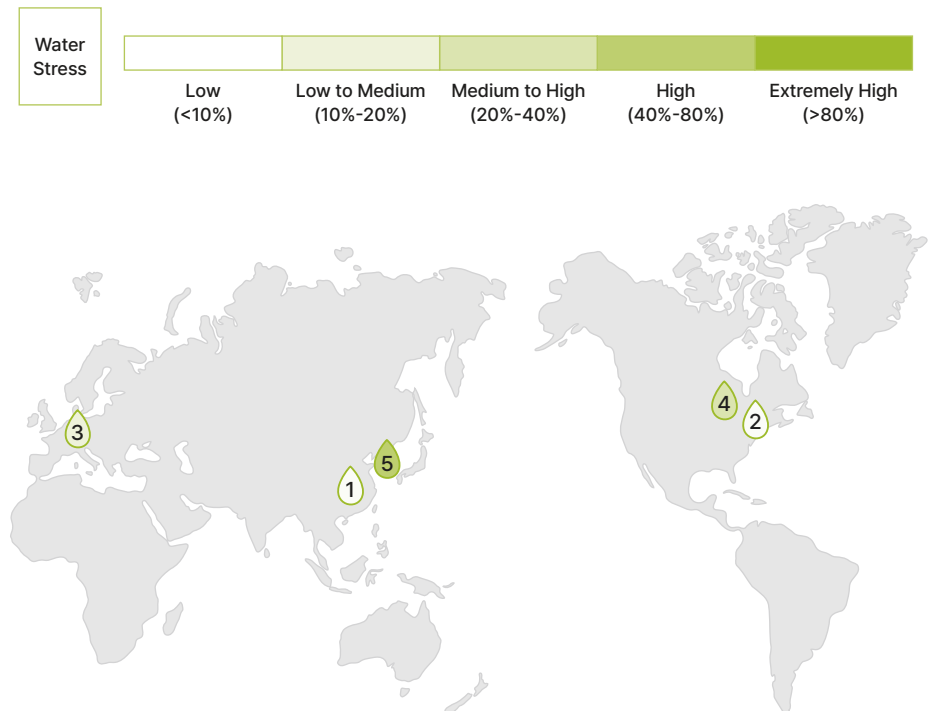 Water
Stress
Low
(<10%)
Low to Medium
(10%-20%)
Medium to High
(20%-40%)
High
(40%-80%)
Extremely High
(>80%)
4
2
3
5
1